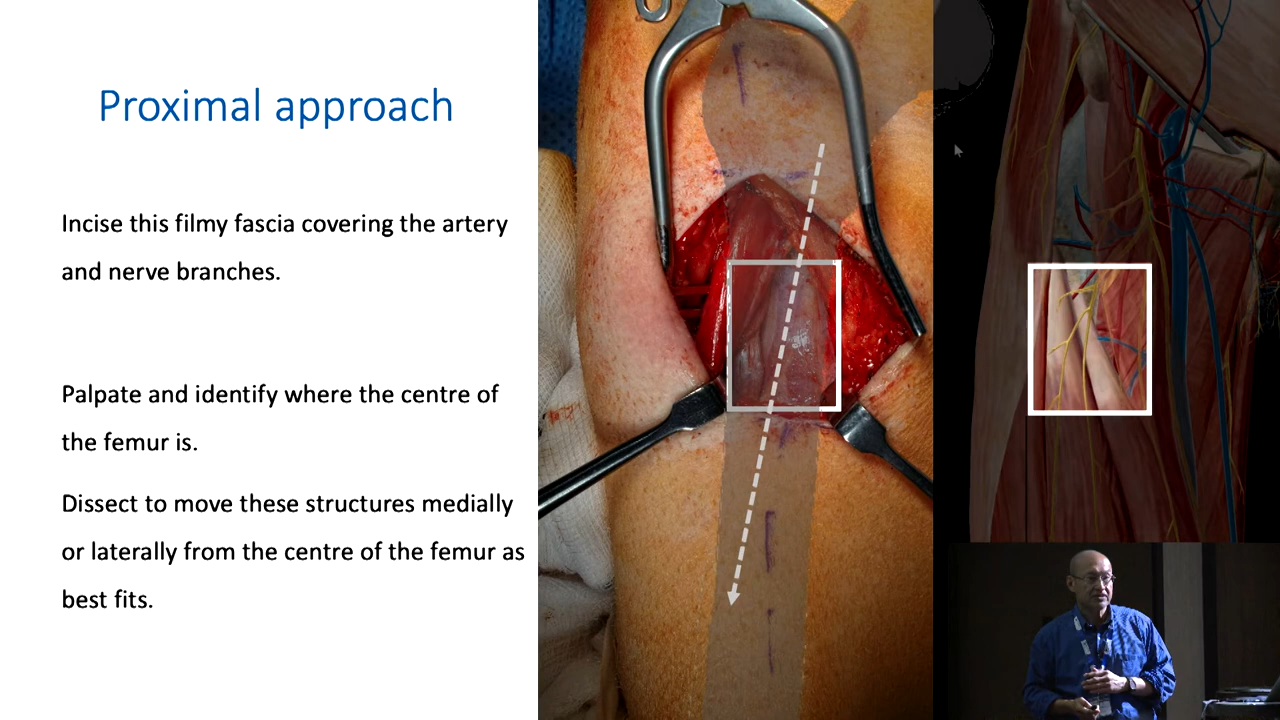 Proximal approach
Incise this filmy fascia covering the artery
and nerve branches.
Palpate and identify where the centre of
the femur is.
Dissect to move these structures medially
or laterally from the centre of the femur as
best fits.